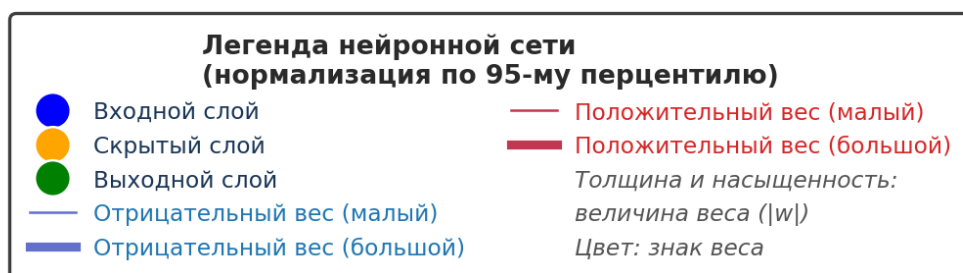 Легенда нейронной сети
(нормализация по 95-му перцентилю)
Входной слой
Скрытый слой
Выходной слой
Отрицательный вес (малый)
Отрицательный вес (большой)
Положительный вес (малый)
Положительный вес (большой)
Толщина и насыщенность:
величина веса (|w|)
Цвет: знак веса